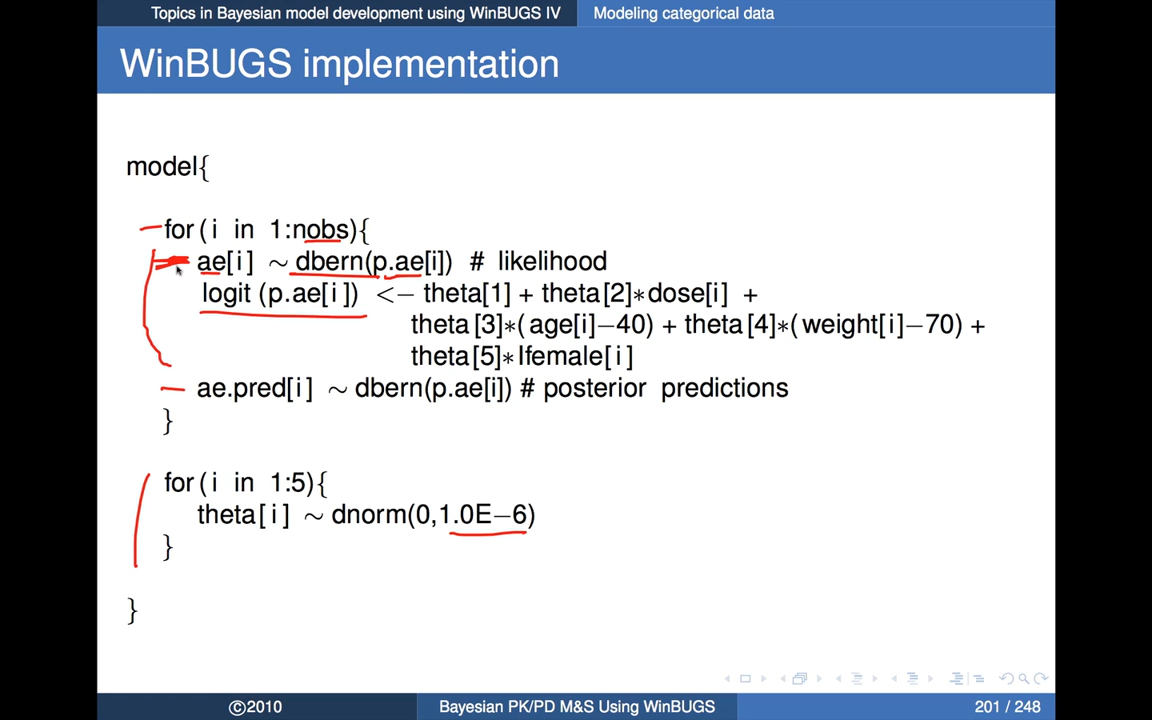 Topics in Bayesian model development using WinBUGS IV Modeling categorical data
WinBUGS implementation
model{
for(i in 1:nobs){
ae[i] ∼ dbern(p.ae[i]) # likelihood
logit(p.ae[i]) <− theta[1] + theta[2]∗dose[i] +
theta[3]∗(age[i]−40) + theta[4]∗(weight[i]−70) +
theta[5]∗Ifemale[i]
ae.pred[i] ∼ dbern(p.ae[i]) # posterior predictions
}
for(i in 1:5){
theta[i] ∼ dnorm(0,1.0E−6)
}
}
©2010 Bayesian PK/PD M&S Using WinBUGS 201 / 248